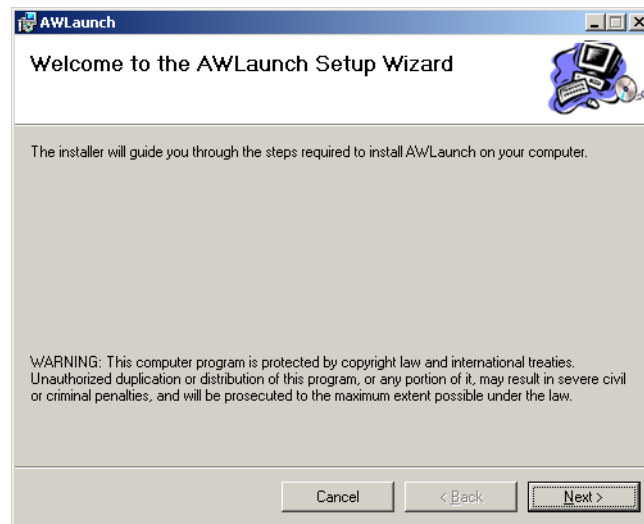 AWLaunch
Welcome to the AWLaunch Setup Wizard
The installer will guide you through the steps required to install AWLaunch on your computer.
WARNING: This computer program is protected by copyright law and international treaties.
Unauthorized duplication or distribution of this program, or any portion of it, may result in severe civil
or criminal penalties, and will be prosecuted to the maximum extent possible under the law.
Cancel < Back Next >